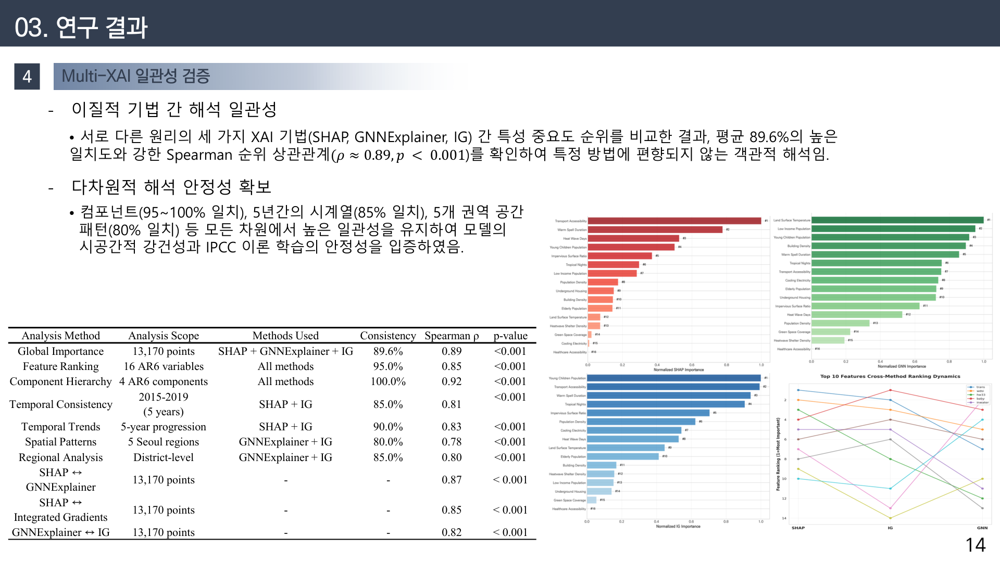 03. 연구 결과
4
Multi-XAI 일관성 검증
- 이질적 기법 간 해석 일관성
• 서로 다른 원리의 세 가지 XAI 기법(SHAP, GNNExplainer, IG) 간 특성 중요도 순위를 비교한 결과, 평균 89.6%의 높은
일치도와 강한 Spearman 순위 상관관계(ρ ≈ 0.89, p < 0.001)를 확인하여 특정 방법에 편향되지 않는 객관적 해석임.
- 다차원적 해석 안정성 확보
• 컴포넌트(95~100% 일치), 5년간의 시계열(85% 일치), 5개 권역 공간
패턴(80% 일치) 등 모든 차원에서 높은 일관성을 유지하여 모델의
시공간적 강건성과 IPCC 이론 학습의 안정성을 입증하였음.
Analysis Method Analysis Scope Methods Used Consistency Spearman ρ p-value
Global Importance 13,170 points SHAP + GNNExplainer + IG 89.6% 0.89 <0.001
Feature Ranking 16 AR6 variables All methods 95.0% 0.85 <0.001
Component Hierarchy 4 AR6 components All methods 100.0% 0.92 <0.001
Temporal Consistency 2015-2019 (5 years) SHAP + IG 85.0% 0.81 <0.001
Temporal Trends 5-year progression SHAP + IG 90.0% 0.83 <0.001
Spatial Patterns 5 Seoul regions GNNExplainer + IG 80.0% 0.78 <0.001
Regional Analysis District-level GNNExplainer + IG 85.0% 0.80 <0.001
SHAP ↔ GNNExplainer 13,170 points - - 0.87 < 0.001
SHAP ↔ Integrated Gradients 13,170 points - - 0.85 < 0.001
GNNExplainer ↔ IG 13,170 points - - 0.82 < 0.001
Transport Accessibility #1
Warm Spell Duration #2
Heat Wave Days #3
Young Children Population #4
Impervious Surface Ratio #5
Tropical Nights #6
Low Income Population #7
Population Density #8
Underground Housing #9
Building Density #10
Elderly Population #11
Land Surface Temperature #12
Heatwave Shelter Density #13
Green Space Coverage #14
Cooling Electricity #15
Healthcare Accessibility #16
0.0 0.2 0.4 0.6 0.8 1.0
Normalized SHAP Importance
Land Surface Temperature #1
Low Income Population #2
Young Children Population #3
Building Density #4
Warm Spell Duration #5
Tropical Nights #6
Transport Accessibility #7
Cooling Electricity #8
Elderly Population #9
Underground Housing #10
Impervious Surface Ratio #11
Heat Wave Days #12
Population Density #13
Green Space Coverage #14
Heatwave Shelter Density #15
Healthcare Accessibility #16
0.0 0.2 0.4 0.6 0.8 1.0
Normalized GNN Importance
Young Children Population #1
Transport Accessibility #2
Warm Spell Duration #3
Tropical Nights #4
Impervious Surface Ratio #5
Population Density #6
Cooling Electricity #7
Heat Wave Days #8
Land Surface Temperature #9
Elderly Population #10
Building Density #11
Heatwave Shelter Density #12
Low Income Population #13
Underground Housing #14
Green Space Coverage #15
Healthcare Accessibility #16
0.0 0.2 0.4 0.6 0.8 1.0
Normalized IG Importance
Top 10 Features Cross-Method Ranking Dynamics
trans
wdsi
hw33
baby
inwater
Feature Ranking (1=Most Important)
2
4
6
8
10
12
14
SHAP IG GNN
14